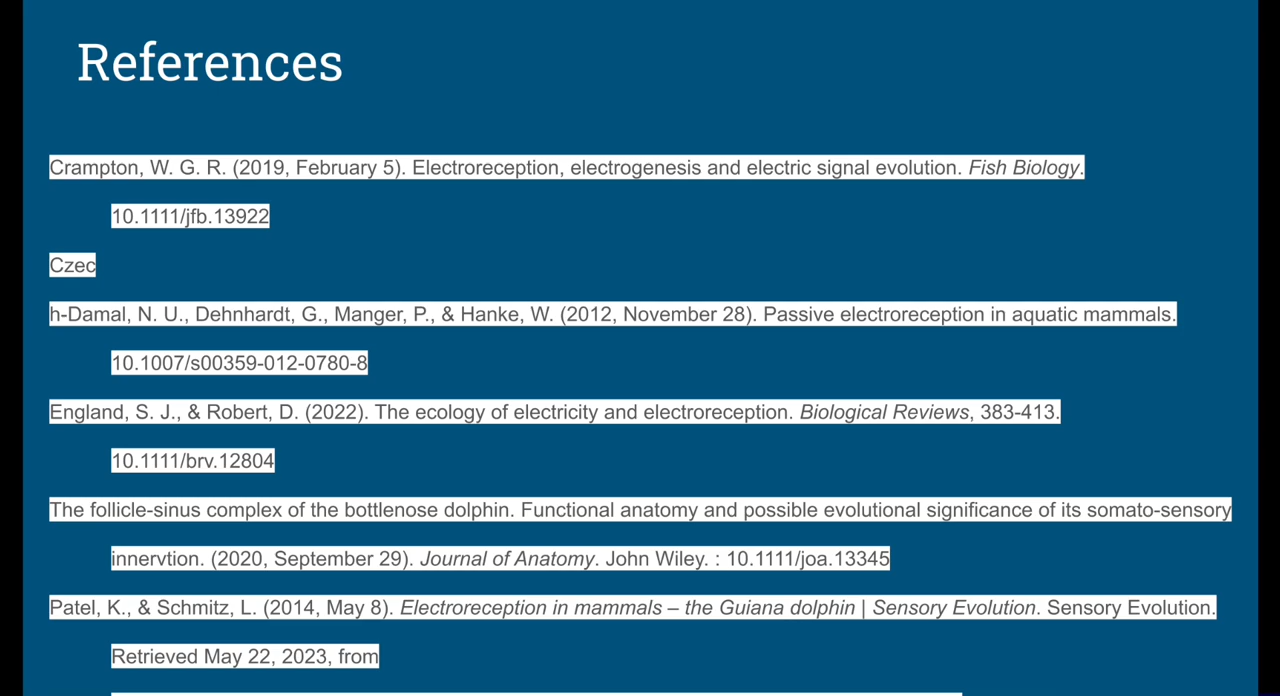 References
Crampton, W. G. R. (2019, February 5). Electroreception, electrogenesis and electric signal evolution. Fish Biology.
10.1111/jfb.13922
Czec
h-Damal, N. U., Dehnhardt, G., Manger, P., & Hanke, W. (2012, November 28). Passive electroreception in aquatic mammals.
10.1007/s00359-012-0780-8
England, S. J., & Robert, D. (2022). The ecology of electricity and electroreception. Biological Reviews, 383-413.
10.1111/brv.12804
The follicle-sinus complex of the bottlenose dolphin. Functional anatomy and possible evolutional significance of its somato-sensory
innervtion. (2020, September 29). Journal of Anatomy. John Wiley. : 10.1111/joa.13345
Patel, K., & Schmitz, L. (2014, May 8). Electroreception in mammals – the Guiana dolphin | Sensory Evolution. Sensory Evolution.
Retrieved May 22, 2023, from